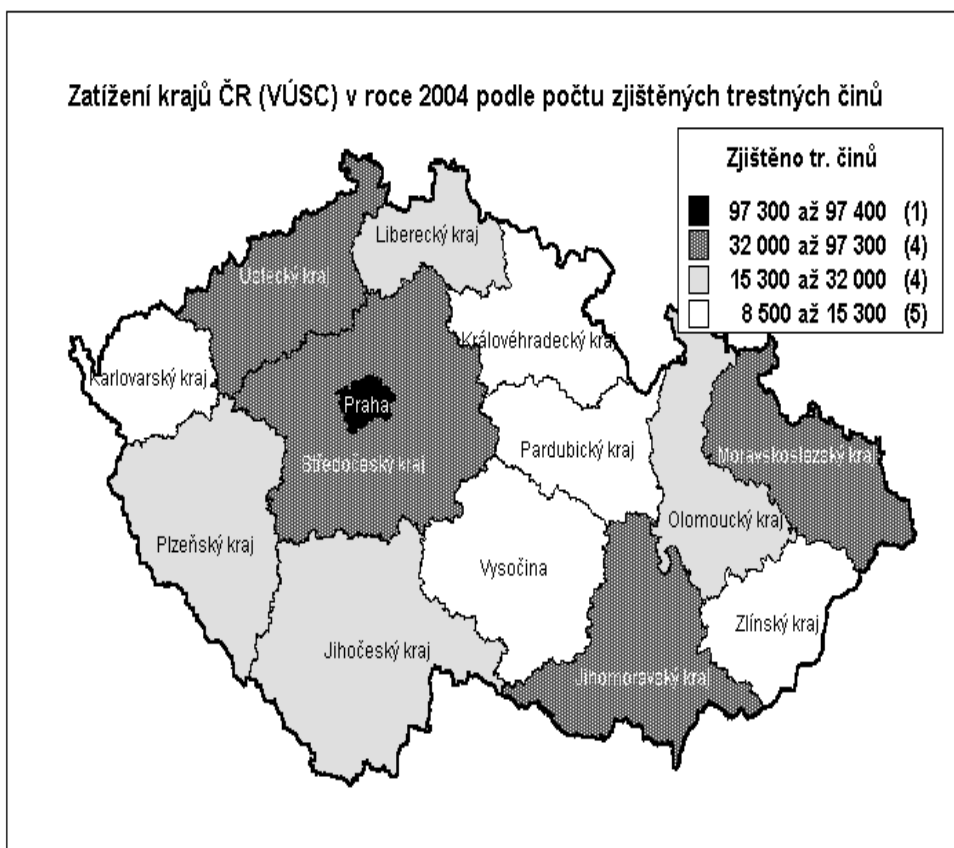 Zatížení krajů ČR (VÚSC) v roce 2004 podle počtu zjištěných trestných činů
Zjištěno tr. činů
97 300 až 97 400 (1)
32 000 až 97 300 (4)
15 300 až 32 000 (4)
8 500 až 15 300 (5)
Liberecký kraj
Ústecký kraj
Královéhradecký kraj
Karlovarský kraj
Praha
Středočeský kraj
Pardubický kraj
Moravskoslezský kraj
Olomoucký kraj
Plzeňský kraj
Vysočina
Zlínský kraj
Jihočeský kraj
Jihomoravský kraj